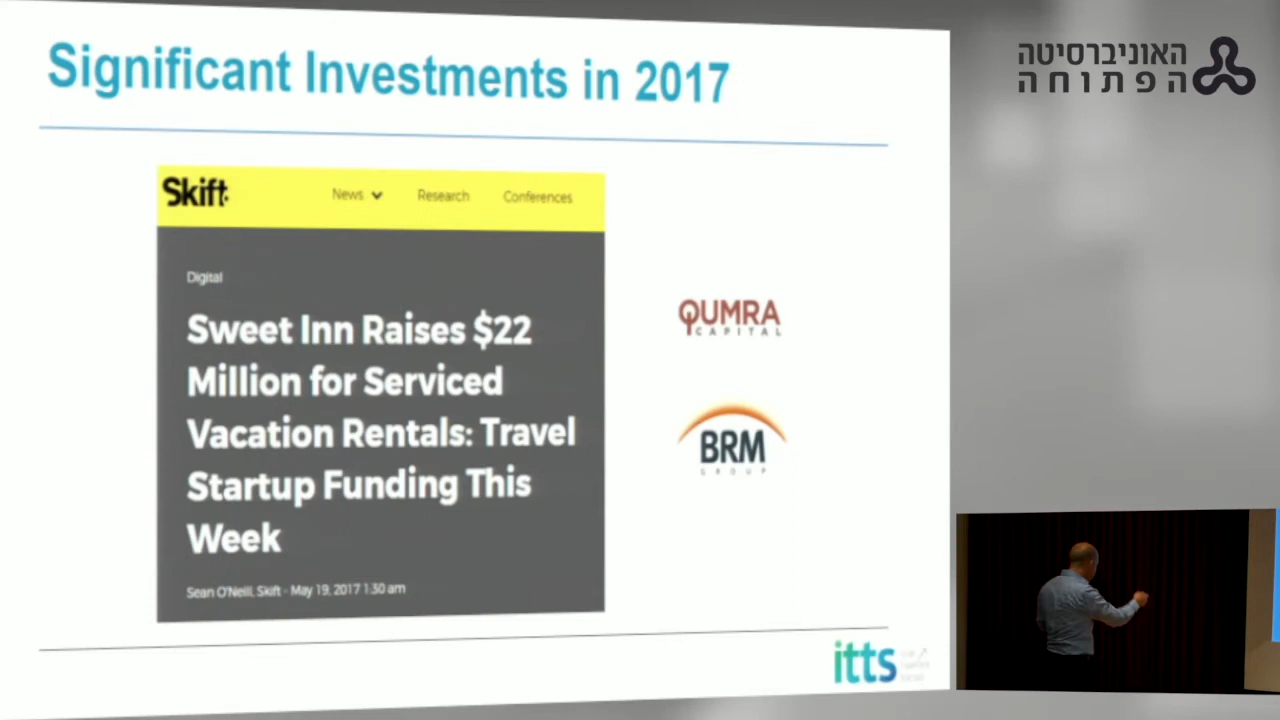 Significant Investments in 2017
האוניברסיטה
הפתוחה
Skift
News
Research
Conferences
Digital
Sweet Inn Raises $22
Million for Serviced
Vacation Rentals: Travel
Startup Funding This
Week
Sean O'Neill, Skift - May 19, 2017 1:30 am
QUMRA
CAPITAL
BRM
GROUP
itts